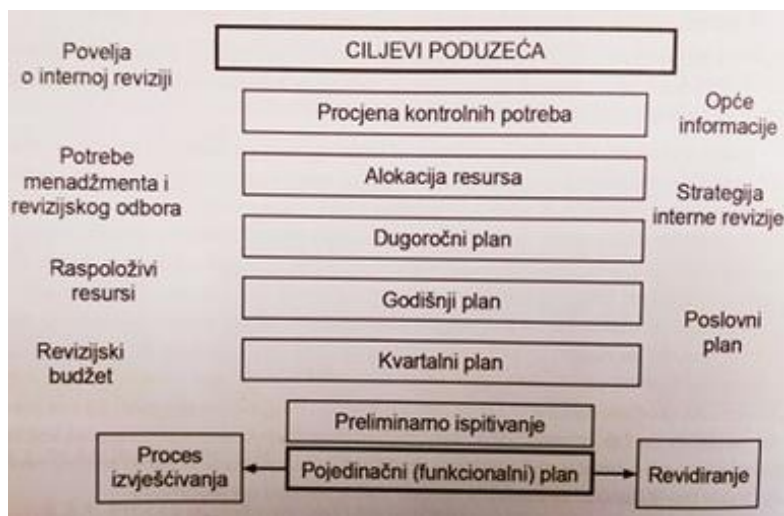 Povelja
o internoj reviziji
CILJEVI PODUZEĆA
Procjena kontrolnih potreba
Opće
informacije
Potrebe
menadžmenta i
revizijskog odbora
Alokacija resursa
Strategija
interne revizije
Dugoročni plan
Raspoloživi
resursi
Godišnji plan
Poslovni
plan
Revizijski
budžet
Kvartalni plan
Preliminarno ispitivanje
Proces
izvješćivanja
Pojedinačni (funkcionalni) plan
Revidiranje